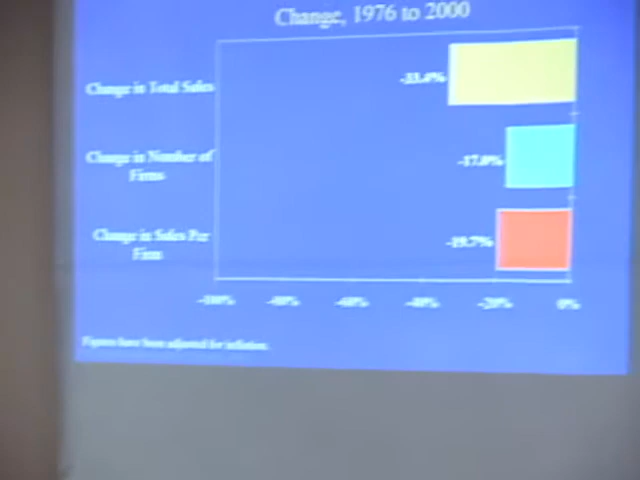 Change, 1976 to 2000
Change in Total Sales
-33.4%
Change in Number of
Firms
-17.0%
Change in Sales Per
Firm
-19.7%
-100% -80% -60% -40% -20% 0%
Figures have been adjusted for inflation.